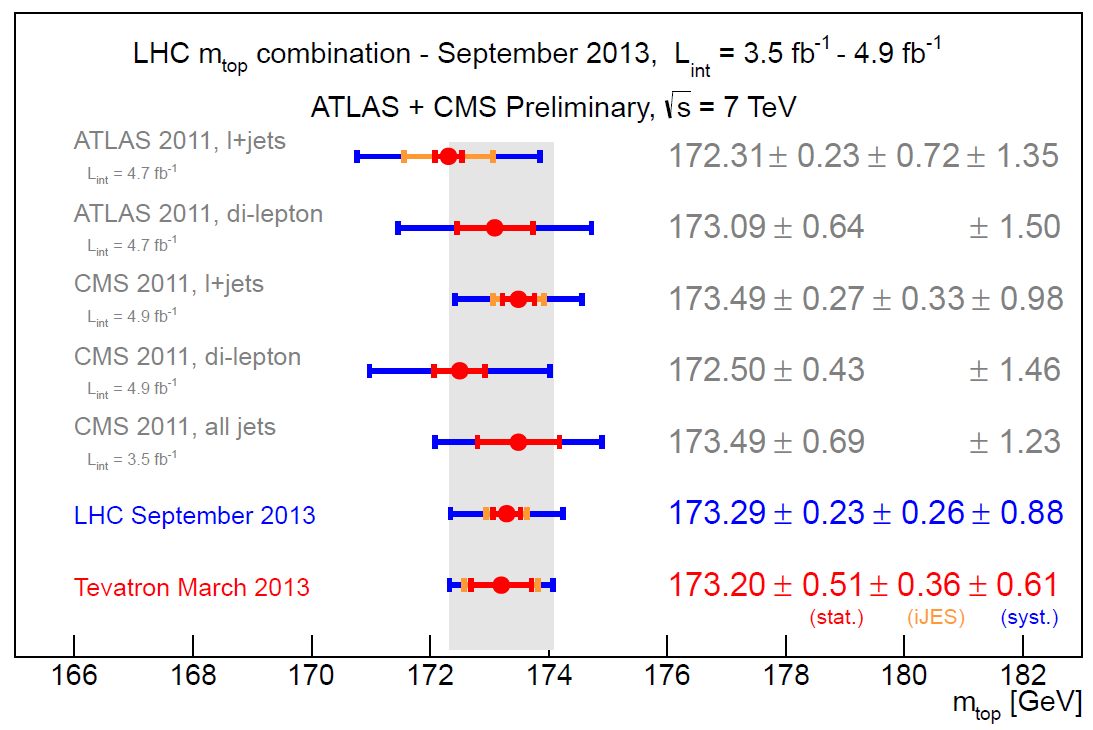 LHC m_top combination - September 2013, L_int = 3.5 fb^-1 - 4.9 fb^-1
ATLAS + CMS Preliminary, √s = 7 TeV
ATLAS 2011, l+jets 172.31 ± 0.23 ± 0.72 ± 1.35
L_int = 4.7 fb^-1
ATLAS 2011, di-lepton 173.09 ± 0.64 ± 1.50
L_int = 4.7 fb^-1
CMS 2011, l+jets 173.49 ± 0.27 ± 0.33 ± 0.98
L_int = 4.9 fb^-1
CMS 2011, di-lepton 172.50 ± 0.43 ± 1.46
L_int = 4.9 fb^-1
CMS 2011, all jets 173.49 ± 0.69 ± 1.23
L_int = 3.5 fb^-1
LHC September 2013 173.29 ± 0.23 ± 0.26 ± 0.88
Tevatron March 2013 173.20 ± 0.51 ± 0.36 ± 0.61
(stat.) (iJES) (syst.)
166 168 170 172 174 176 178 180 182
m_top [GeV]